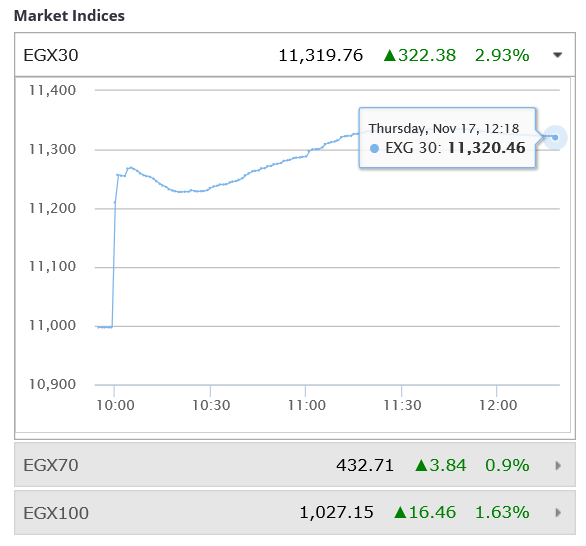 Market Indices
EGX30 11,319.76 ▲322.38 2.93%
11,400
Thursday, Nov 17, 12:18
EXG 30: 11,320.46
11,300
11,200
11,100
11,000
10,900
10:00 10:30 11:00 11:30 12:00
EGX70 432.71 ▲3.84 0.9%
EGX100 1,027.15 ▲16.46 1.63%